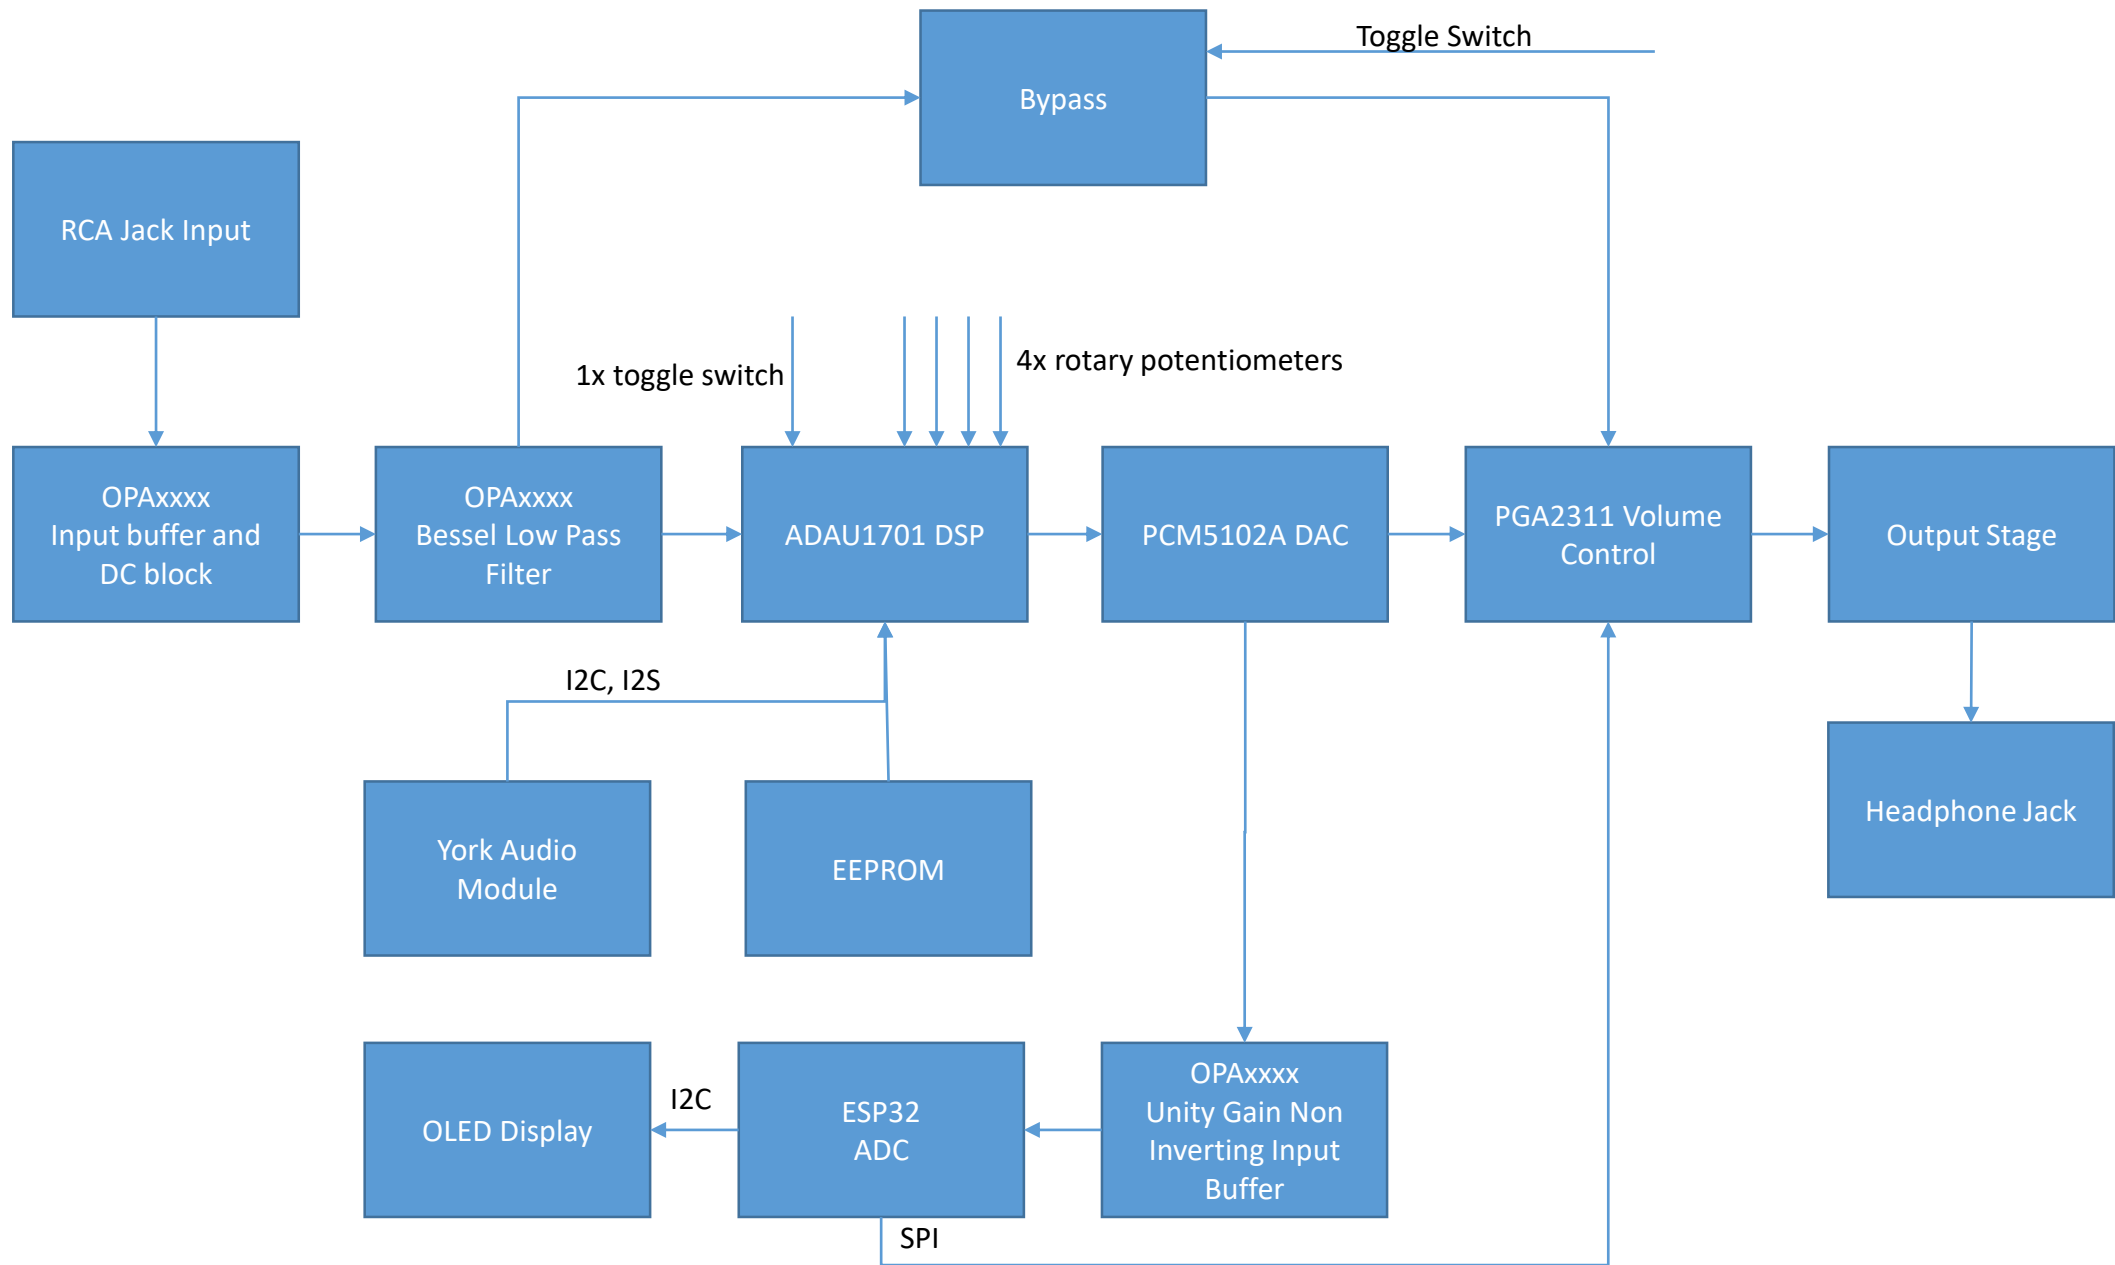 Toggle Switch
Bypass
RCA Jack Input
1x toggle switch
4x rotary potentiometers
OPAxxxx
Input buffer and
DC block
OPAxxxx
Bessel Low Pass
Filter
ADAU1701 DSP
PCM5102A DAC
PGA2311 Volume
Control
Output Stage
I2C, I2S
York Audio
Module
EEPROM
Headphone Jack
OLED Display
I2C
ESP32
ADC
OPAxxxx
Unity Gain Non
Inverting Input
Buffer
SPI